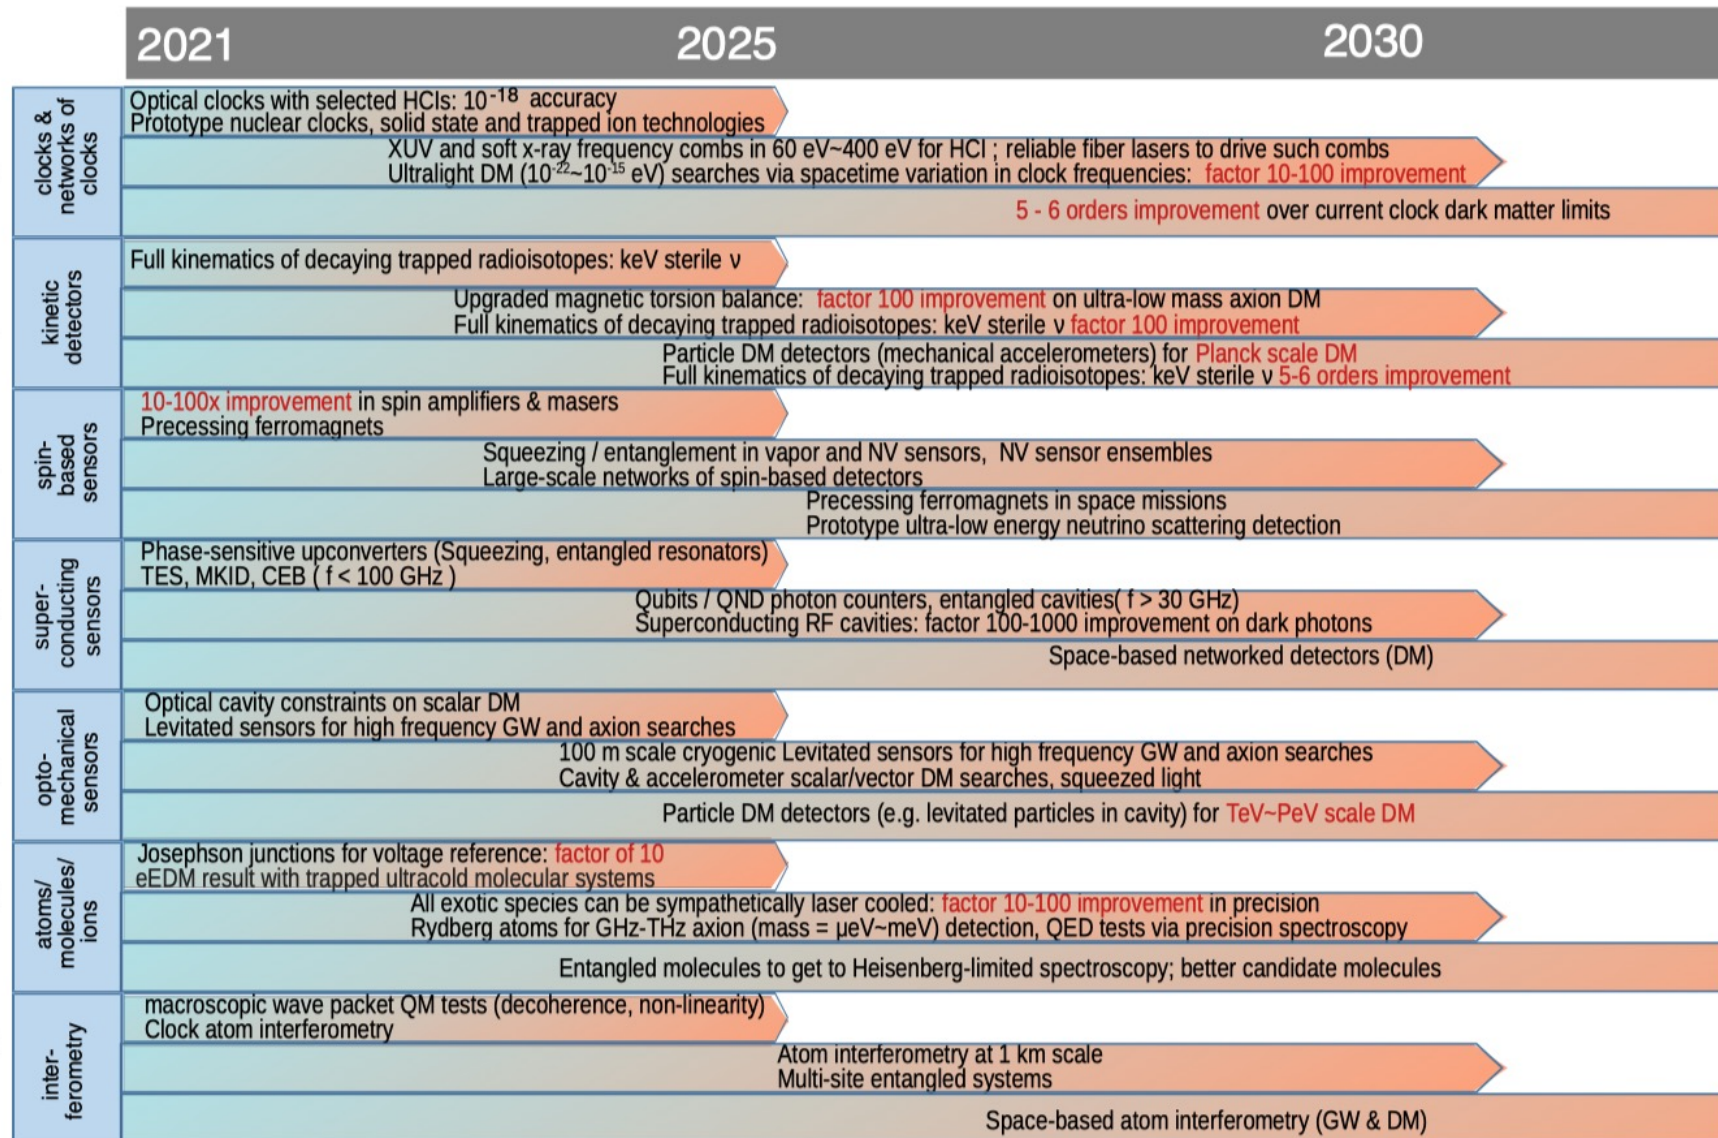 2021 2025 2030
clocks &
networks of
clocks
Optical clocks with selected HCIs: 10⁻¹⁸ accuracy
Prototype nuclear clocks, solid state and trapped ion technologies
XUV and soft x-ray frequency combs in 60 eV~400 eV for HCI ; reliable fiber lasers to drive such combs
Ultralight DM (10⁻²²~10⁻¹⁵ eV) searches via spacetime variation in clock frequencies: factor 10-100 improvement
5 - 6 orders improvement over current clock dark matter limits
kinetic
detectors
Full kinematics of decaying trapped radioisotopes: keV sterile ν
Upgraded magnetic torsion balance: factor 100 improvement on ultra-low mass axion DM
Full kinematics of decaying trapped radioisotopes: keV sterile ν factor 100 improvement
Particle DM detectors (mechanical accelerometers) for Planck scale DM
Full kinematics of decaying trapped radioisotopes: keV sterile ν 5-6 orders improvement
spin-
based
sensors
10-100x improvement in spin amplifiers & masers
Precessing ferromagnets
Squeezing / entanglement in vapor and NV sensors, NV sensor ensembles
Large-scale networks of spin-based detectors
Precessing ferromagnets in space missions
Prototype ultra-low energy neutrino scattering detection
super-
conducting
sensors
Phase-sensitive upconverters (Squeezing, entangled resonators)
TES, MKID, CEB ( f < 100 GHz )
Qubits / QND photon counters, entangled cavities( f > 30 GHz)
Superconducting RF cavities: factor 100-1000 improvement on dark photons
Space-based networked detectors (DM)
opto-
mechanical
sensors
Optical cavity constraints on scalar DM
Levitated sensors for high frequency GW and axion searches
100 m scale cryogenic Levitated sensors for high frequency GW and axion searches
Cavity & accelerometer scalar/vector DM searches, squeezed light
Particle DM detectors (e.g. levitated particles in cavity) for TeV~PeV scale DM
atoms/
molecules/
ions
Josephson junctions for voltage reference: factor of 10
eEDM result with trapped ultracold molecular systems
All exotic species can be sympathetically laser cooled: factor 10-100 improvement in precision
Rydberg atoms for GHz-THz axion (mass = μeV~meV) detection, QED tests via precision spectroscopy
Entangled molecules to get to Heisenberg-limited spectroscopy; better candidate molecules
inter-
ferometry
macroscopic wave packet QM tests (decoherence, non-linearity)
Clock atom interferometry
Atom interferometry at 1 km scale
Multi-site entangled systems
Space-based atom interferometry (GW & DM)